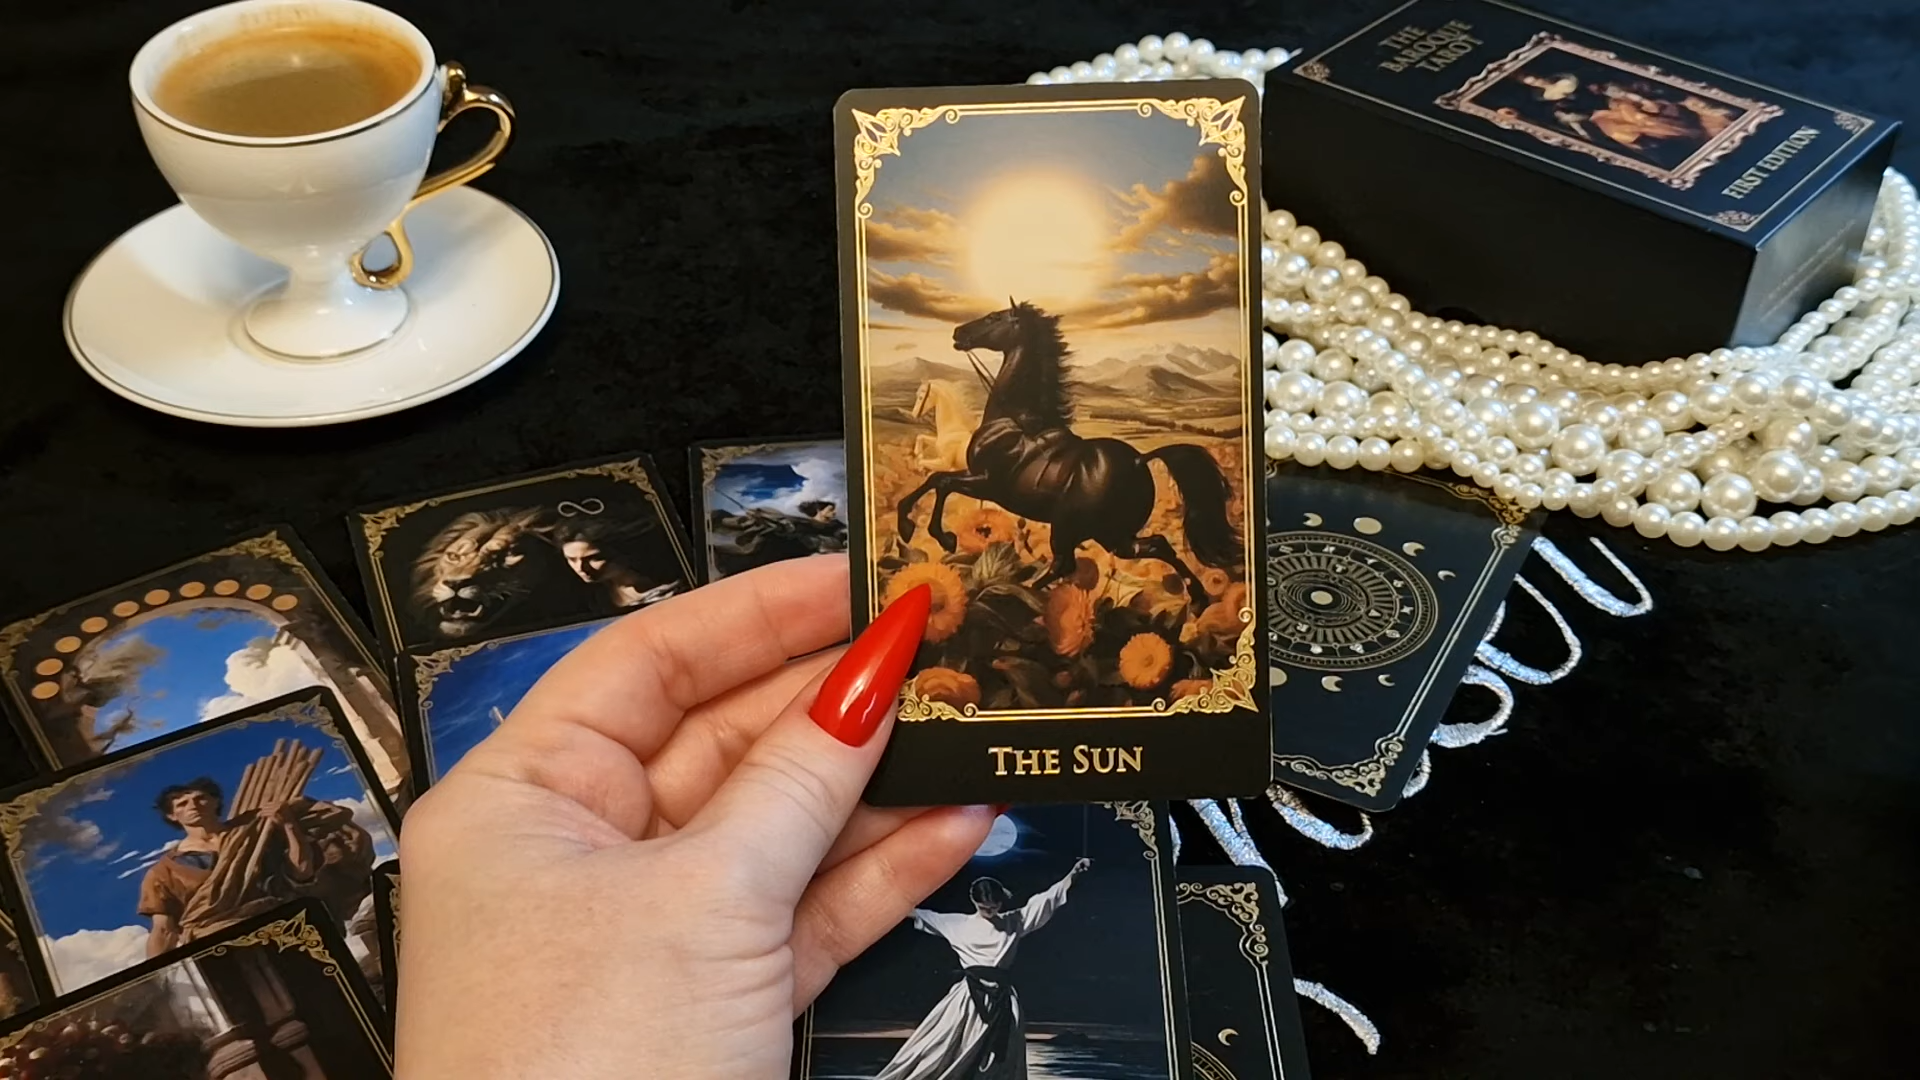 THE
BAROQUE
TAROT
FIRST EDITION
THE SUN